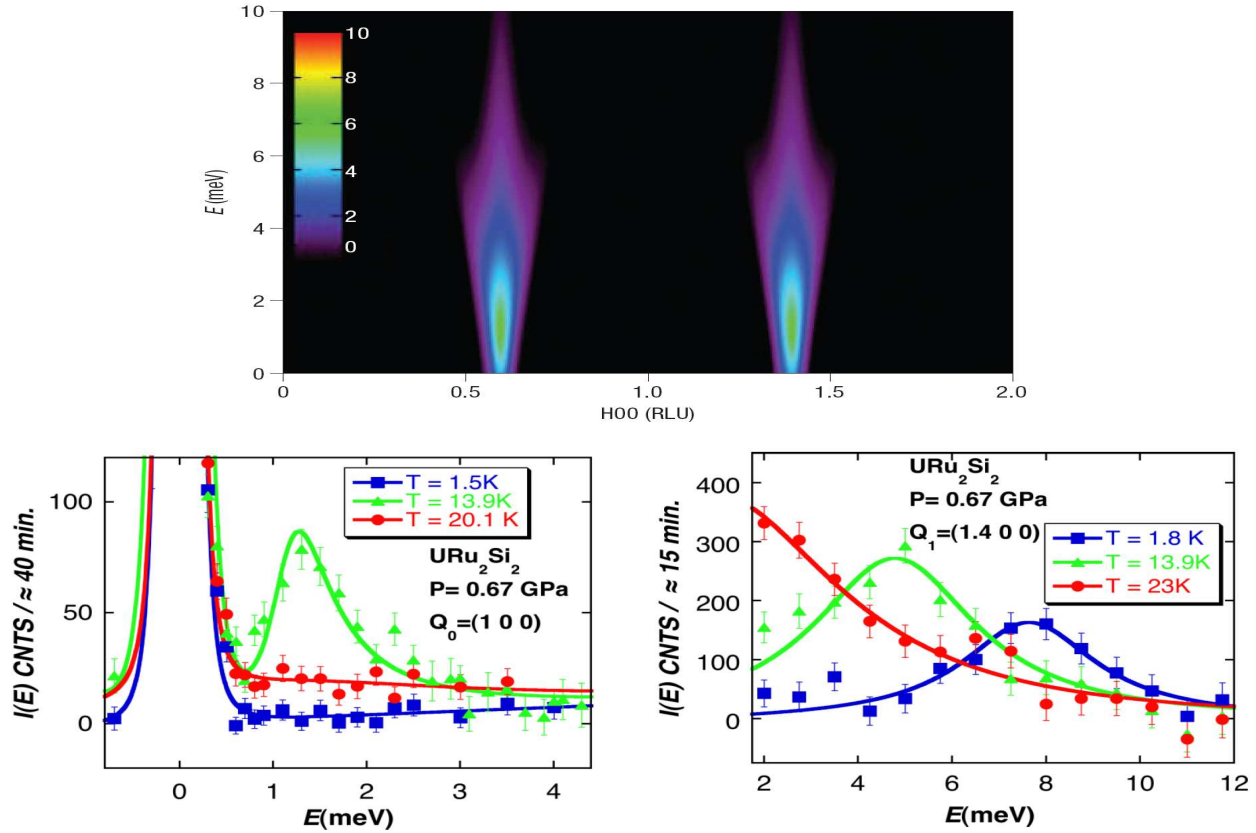 10
8
6
4
2
0
E (meV)
10
8
6
4
2
0
0
0.5
1.0
1.5
2.0
H00 (RLU)
I(E) CNTS / ≈ 40 min.
100
50
0
T = 1.5K
T = 13.9K
T = 20.1 K
URu₂Si₂
P= 0.67 GPa
Q₀=(1 0 0)
0
1
2
3
4
E(meV)
I(E) CNTS / ≈ 15 min.
400
300
200
100
0
URu₂Si₂
P= 0.67 GPa
Q₁=(1.4 0 0)
T = 1.8 K
T = 13.9K
T = 23K
2
4
6
8
10
12
E(meV)